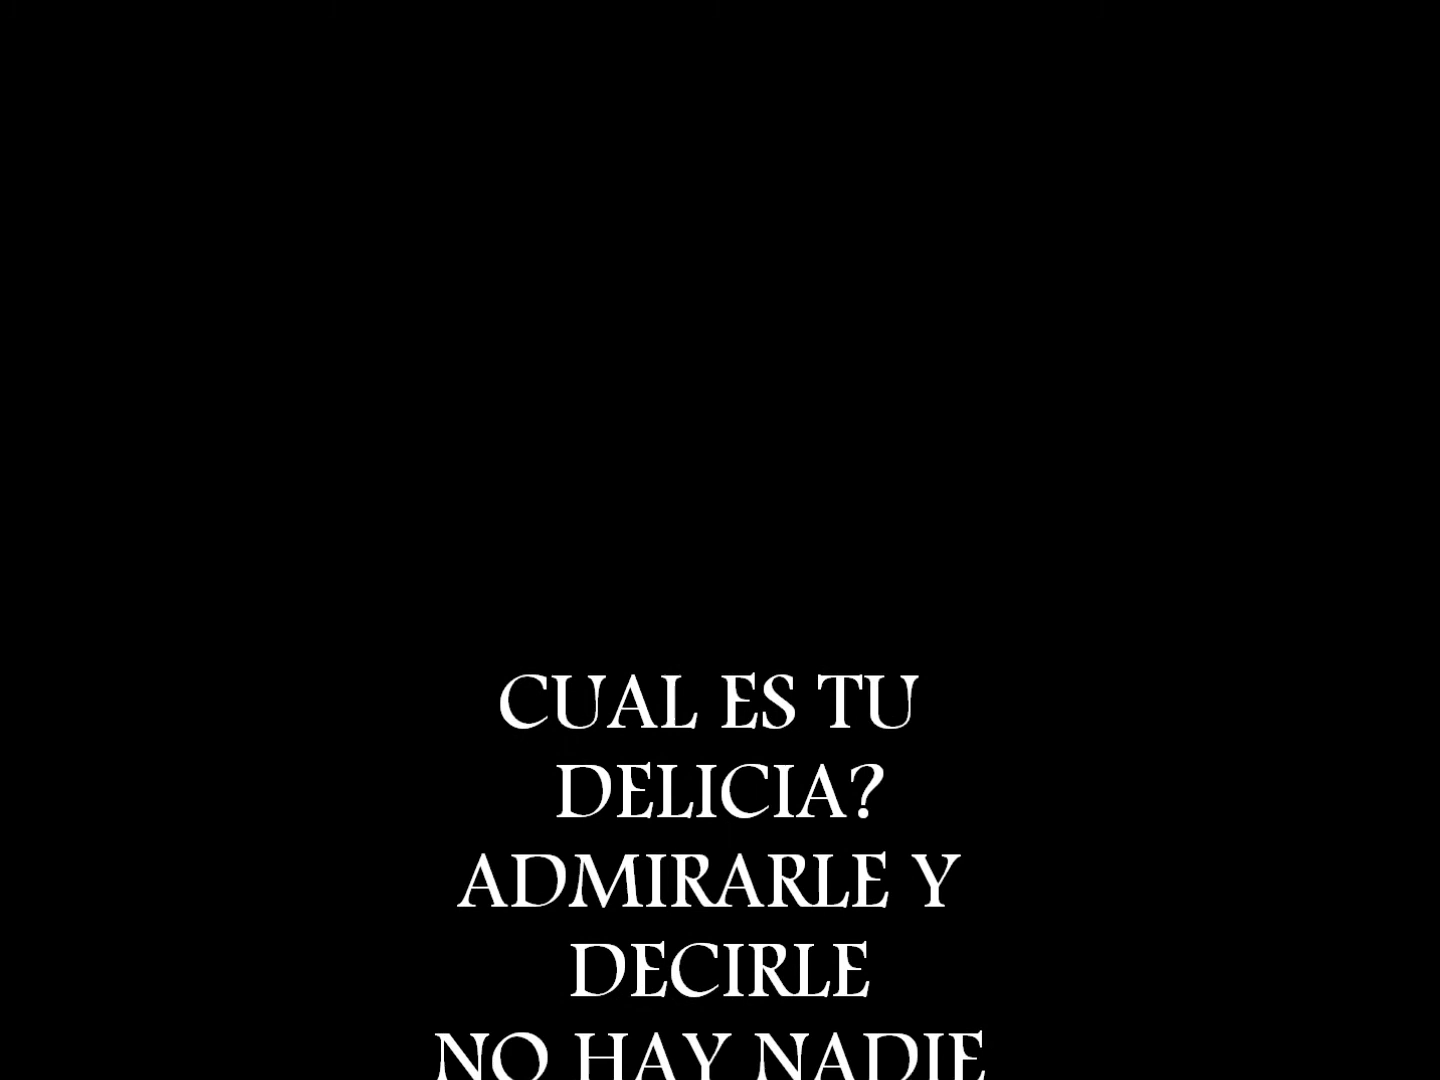 CUAL ES TU
DELICIA?
ADMIRARLE Y
DECIRLE
NO HAY NADIE